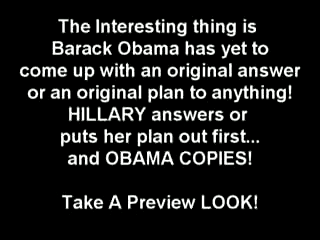 The Interesting thing is
Barack Obama has yet to
come up with an original answer
or an original plan to anything!
HILLARY answers or
puts her plan out first...
and OBAMA COPIES!
Take A Preview LOOK!